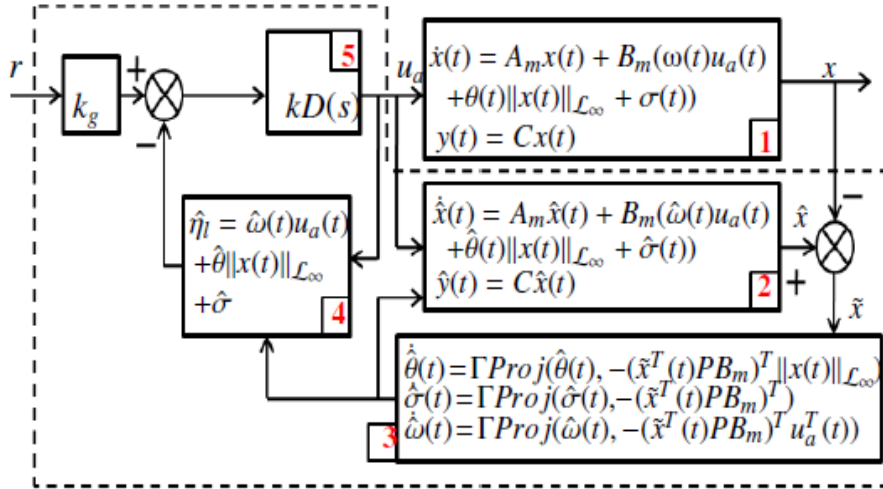 r
k_g
+
−
5
kD(s)
u_a
ẋ(t) = A_m x(t) + B_m(ω(t)u_a(t)
+θ(t)‖x(t)‖_{𝓛∞} + σ(t))
y(t) = Cx(t)
1
x
η̂_l = ω̂(t)u_a(t)
+θ̂‖x(t)‖_{𝓛∞}
+σ̂
4
x̂̇(t) = A_m x̂(t) + B_m(ω̂(t)u_a(t)
+θ̂(t)‖x(t)‖_{𝓛∞} + σ̂(t))
ŷ(t) = Cx̂(t)
2
x̂
−
+
x̃
θ̂̇(t) = ΓProj(θ̂(t), -(x̃^T(t)PB_m)^T‖x(t)‖_{𝓛∞})
σ̂̇(t) = ΓProj(σ̂(t),-(x̃^T(t)PB_m)^T)
ω̂̇(t) = ΓProj(ω̂(t), -(x̃^T(t)PB_m)^T u_a^T(t))
3